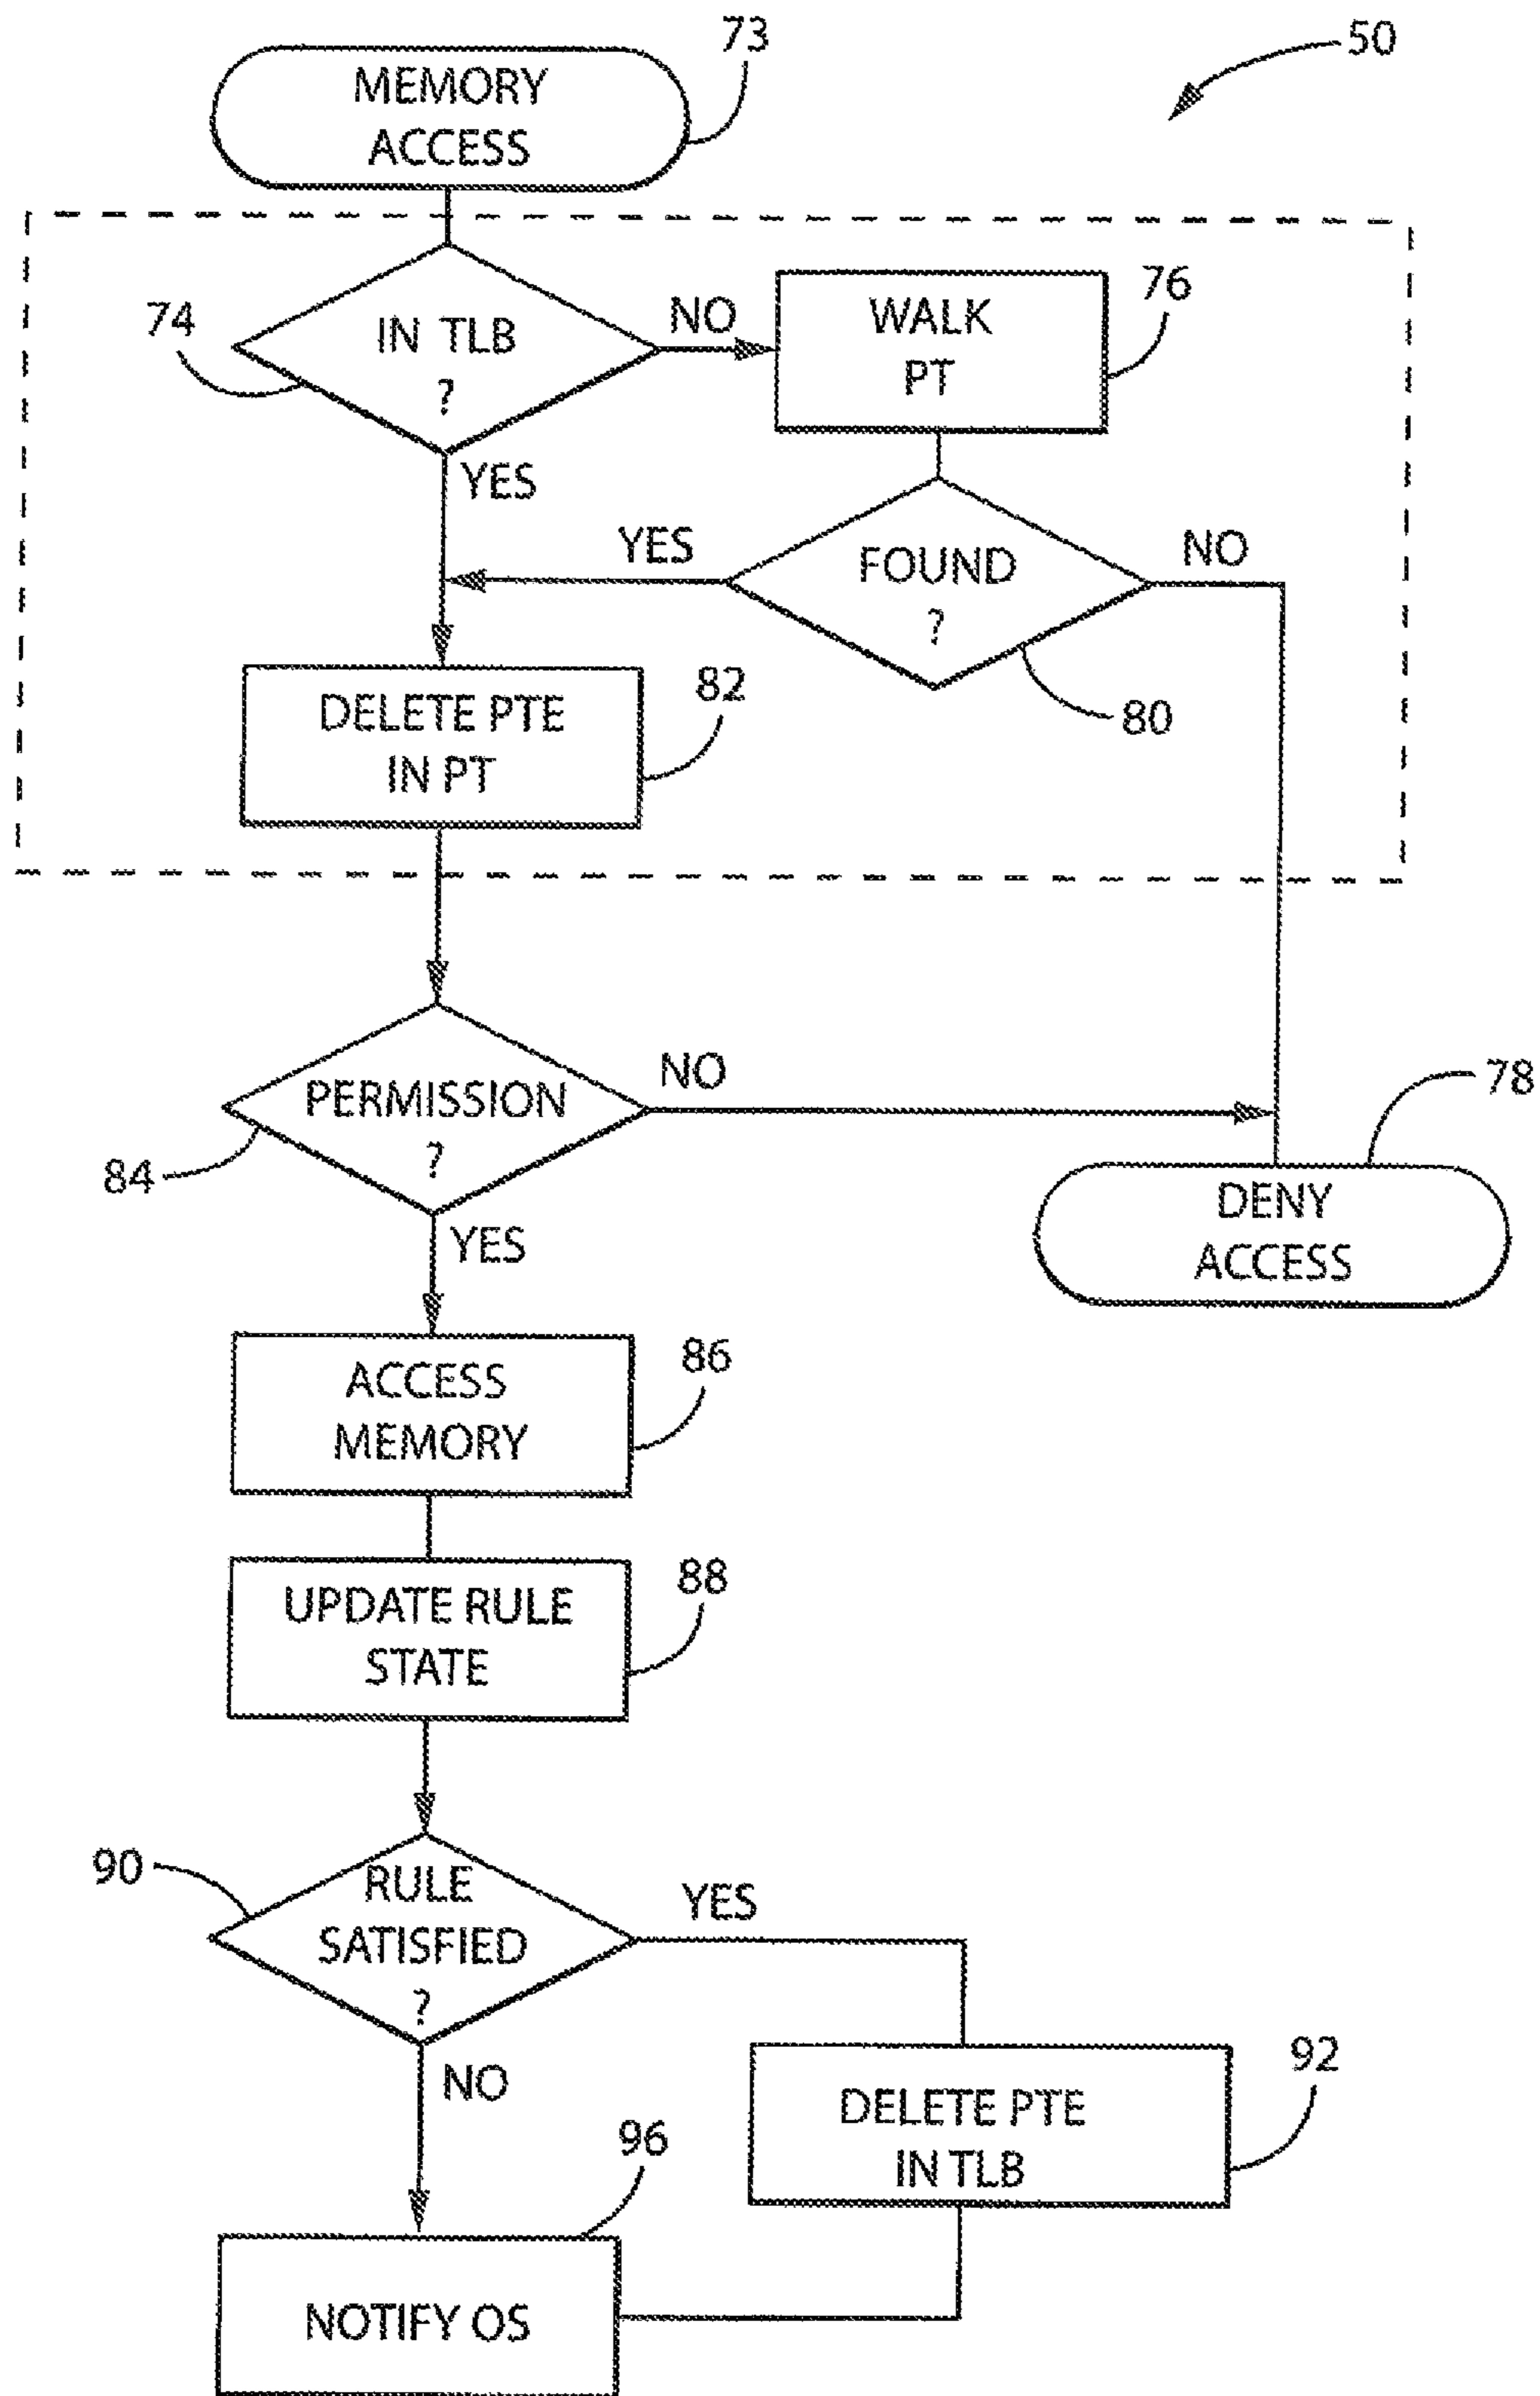 73
50
MEMORY
ACCESS
74
IN TLB
?
NO
YES
WALK
PT
76
YES
FOUND
?
NO
80
DELETE PTE
IN PT
82
PERMISSION
?
NO
84
YES
78
DENY
ACCESS
ACCESS
MEMORY
86
UPDATE RULE
STATE
88
90
RULE
SATISFIED
?
YES
NO
DELETE PTE
IN TLB
92
96
NOTIFY OS